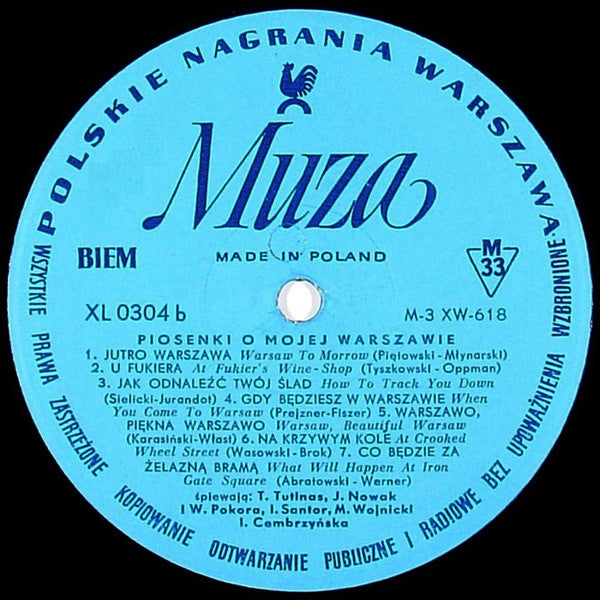 POLSKIE NAGRANIA WARSZAWA
Muza
MADE IN POLAND
BIEM
M
33
XL 0304 b
M-3 XW-618
PIOSENKI O MOJEJ WARSZAWIE
1. JUTRO WARSZAWA Warsaw To Morrow (Piętowski-Młynarski)
2. U FUKIERA At Fukier's Wine-Shop (Tyszkowski-Oppman)
3. JAK ODNALEŹĆ TWÓJ ŚLAD How To Track You Down
(Sielicki-Jurandot) 4. GDY BĘDZIESZ W WARSZAWIE When
You Come To Warsaw (Prejzner-Fiszer) 5. WARSZAWO,
PIĘKNA WARSZAWO Warsaw, Beautiful Warsaw
(Karasiński-Włast) 6. NA KRZYWYM KOLE At Crooked
Wheel Street (Wasowski-Brok) 7. CO BĘDZIE ZA
ŻELAZNĄ BRAMĄ What Will Happen At Iron
Gate Square (Abratowski-Werner)
śpiewają: T. Tutinas, J. Nowak
i W. Pokora, I. Santor, M. Wojnicki
I. Cembrzyńska
WSZYSTKIE PRAWA ZASTRZEŻONE KOPIOWANIE ODTWARZANIE PUBLICZNE I RADIOWE BEZ UPOWAŻNIENIA WZBRONIONE